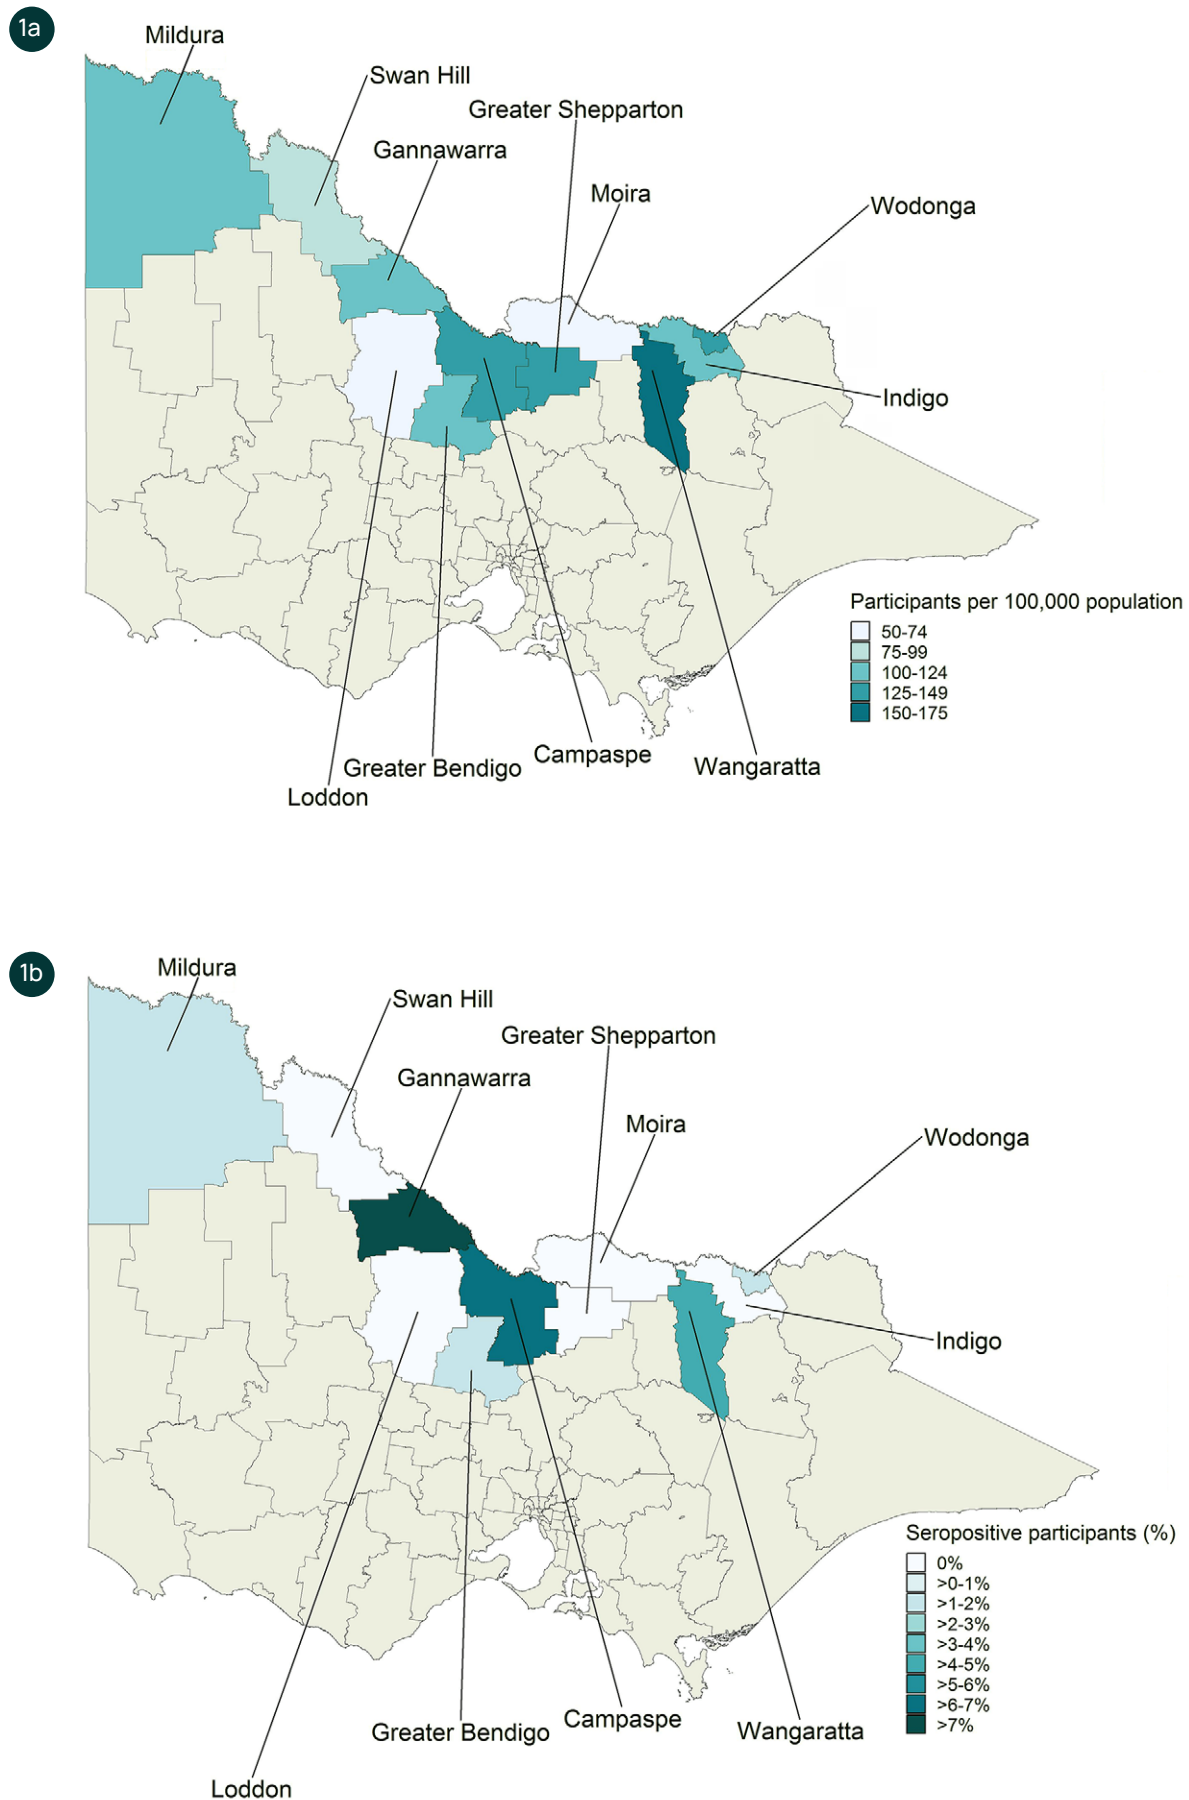 1a
Mildura
Swan Hill
Greater Shepparton
Gannawarra
Moira
Wodonga
Indigo
Participants per 100,000 population
50-74
75-99
100-124
125-149
150-175
Campaspe
Wangaratta
Greater Bendigo
Loddon
1b
Mildura
Swan Hill
Greater Shepparton
Gannawarra
Moira
Wodonga
Indigo
Seropositive participants (%)
0%
>0-1%
>1-2%
>2-3%
>3-4%
>4-5%
>5-6%
>6-7%
>7%
Campaspe
Greater Bendigo
Wangaratta
Loddon